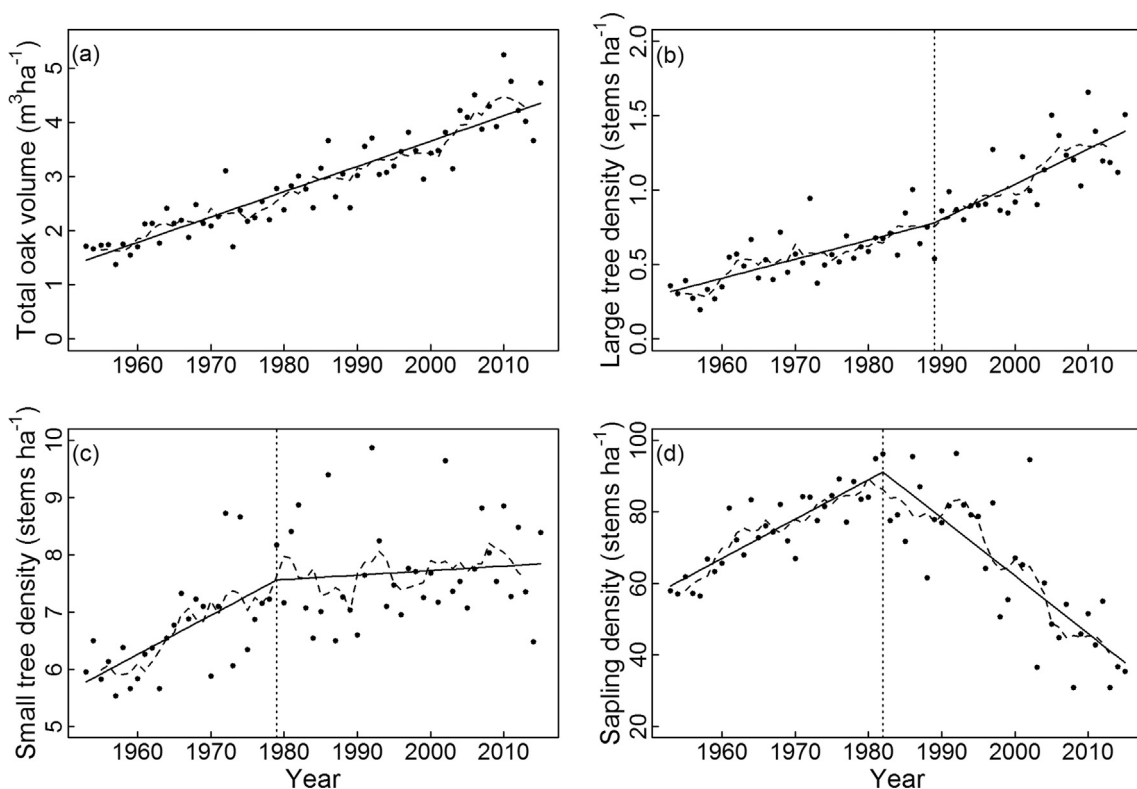 (a)
Total oak volume (m³ha⁻¹)
5
4
3
2
1
0
1960 1970 1980 1990 2000 2010
(b)
Large tree density (stems ha⁻¹)
2.0
1.5
1.0
0.5
0.0
1960 1970 1980 1990 2000 2010
(c)
Small tree density (stems ha⁻¹)
10
9
8
7
6
5
1960 1970 1980 1990 2000 2010
Year
(d)
Sapling density (stems ha⁻¹)
100
80
60
40
20
1960 1970 1980 1990 2000 2010
Year